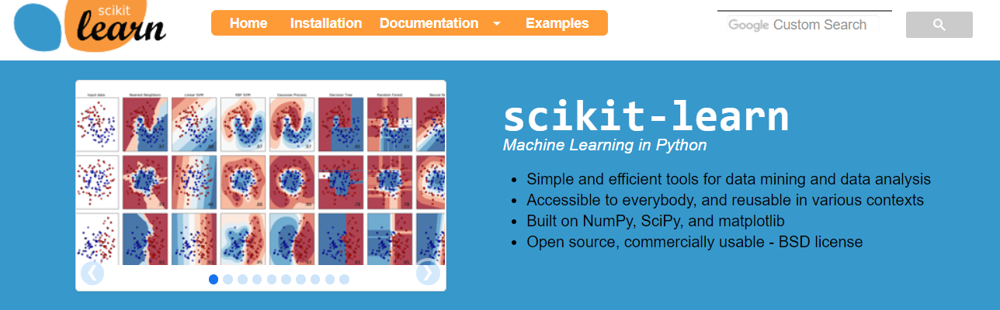 scikit
learn
Home Installation Documentation Examples
Google Custom Search
Input data Nearest Neighbors Linear SVM RBF SVM Gaussian Process Decision Tree Random Forest
scikit-learn
Machine Learning in Python
Simple and efficient tools for data mining and data analysis
Accessible to everybody, and reusable in various contexts
Built on NumPy, SciPy, and matplotlib
Open source, commercially usable - BSD license